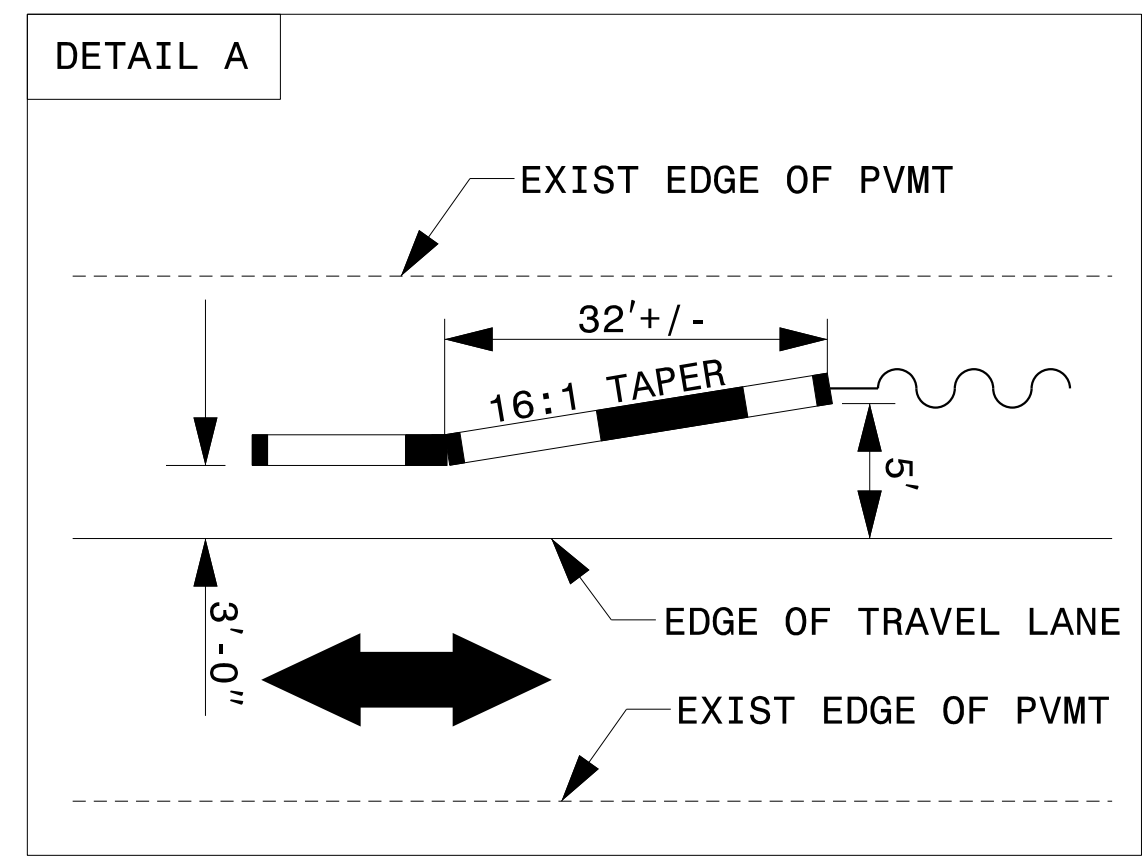 DETAIL A
EXIST EDGE OF PVMT
32'+/-
16:1 TAPER
5'
3'-0"
EDGE OF TRAVEL LANE
EXIST EDGE OF PVMT